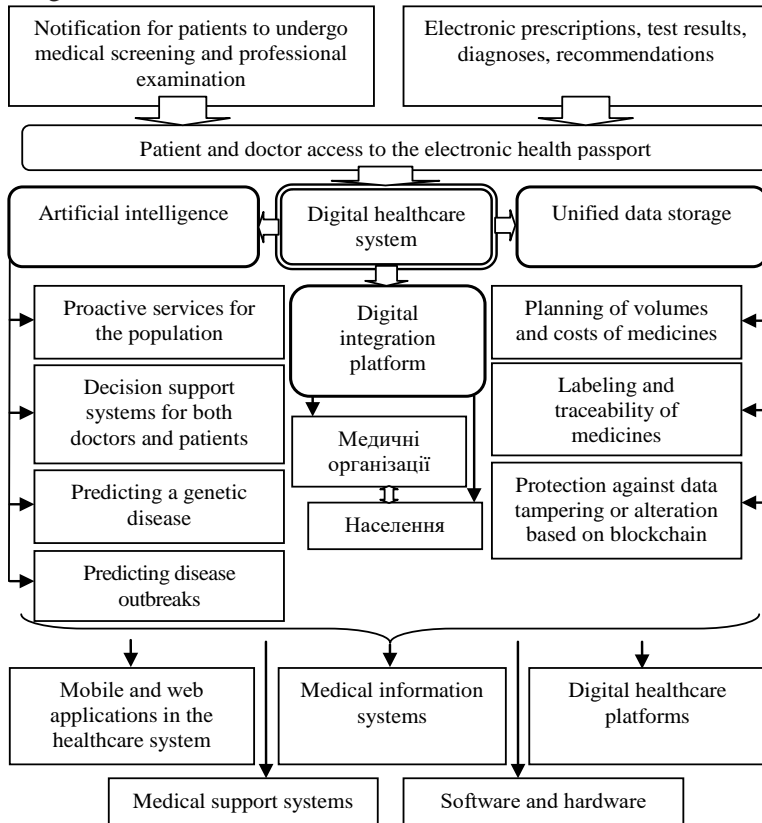 Notification for patients to undergo
medical screening and professional
examination
Electronic prescriptions, test results,
diagnoses, recommendations
Patient and doctor access to the electronic health passport
Artificial intelligence
Digital healthcare
system
Unified data storage
Proactive services for
the population
Decision support
systems for both
doctors and patients
Predicting a genetic
disease
Predicting disease
outbreaks
Digital
integration
platform
Медичні
організації
Населення
Planning of volumes
and costs of medicines
Labeling and
traceability of
medicines
Protection against data
tampering or alteration
based on blockchain
Mobile and web
applications in the
healthcare system
Medical information
systems
Digital healthcare
platforms
Medical support systems
Software and hardware